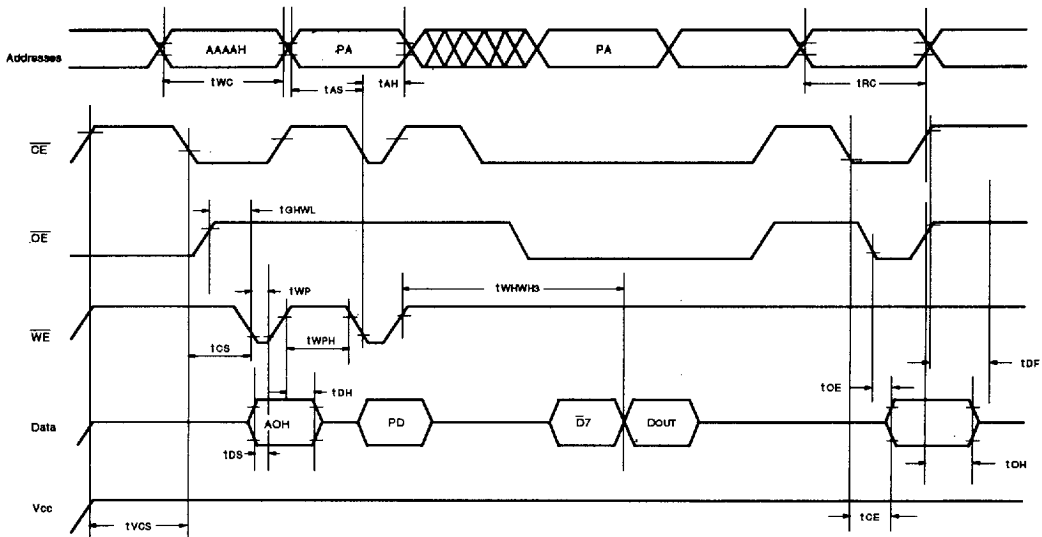 Addresses
AAAAH
PA
PA
tWC
tAS
tAH
tRC
CE
tGHWL
OE
tWP
tWHWH3
WE
tCS
tWPH
tDF
tDH
tOE
Data
AOH
PD
D7
DOUT
tDS
tOH
Vcc
tVCS
tCE